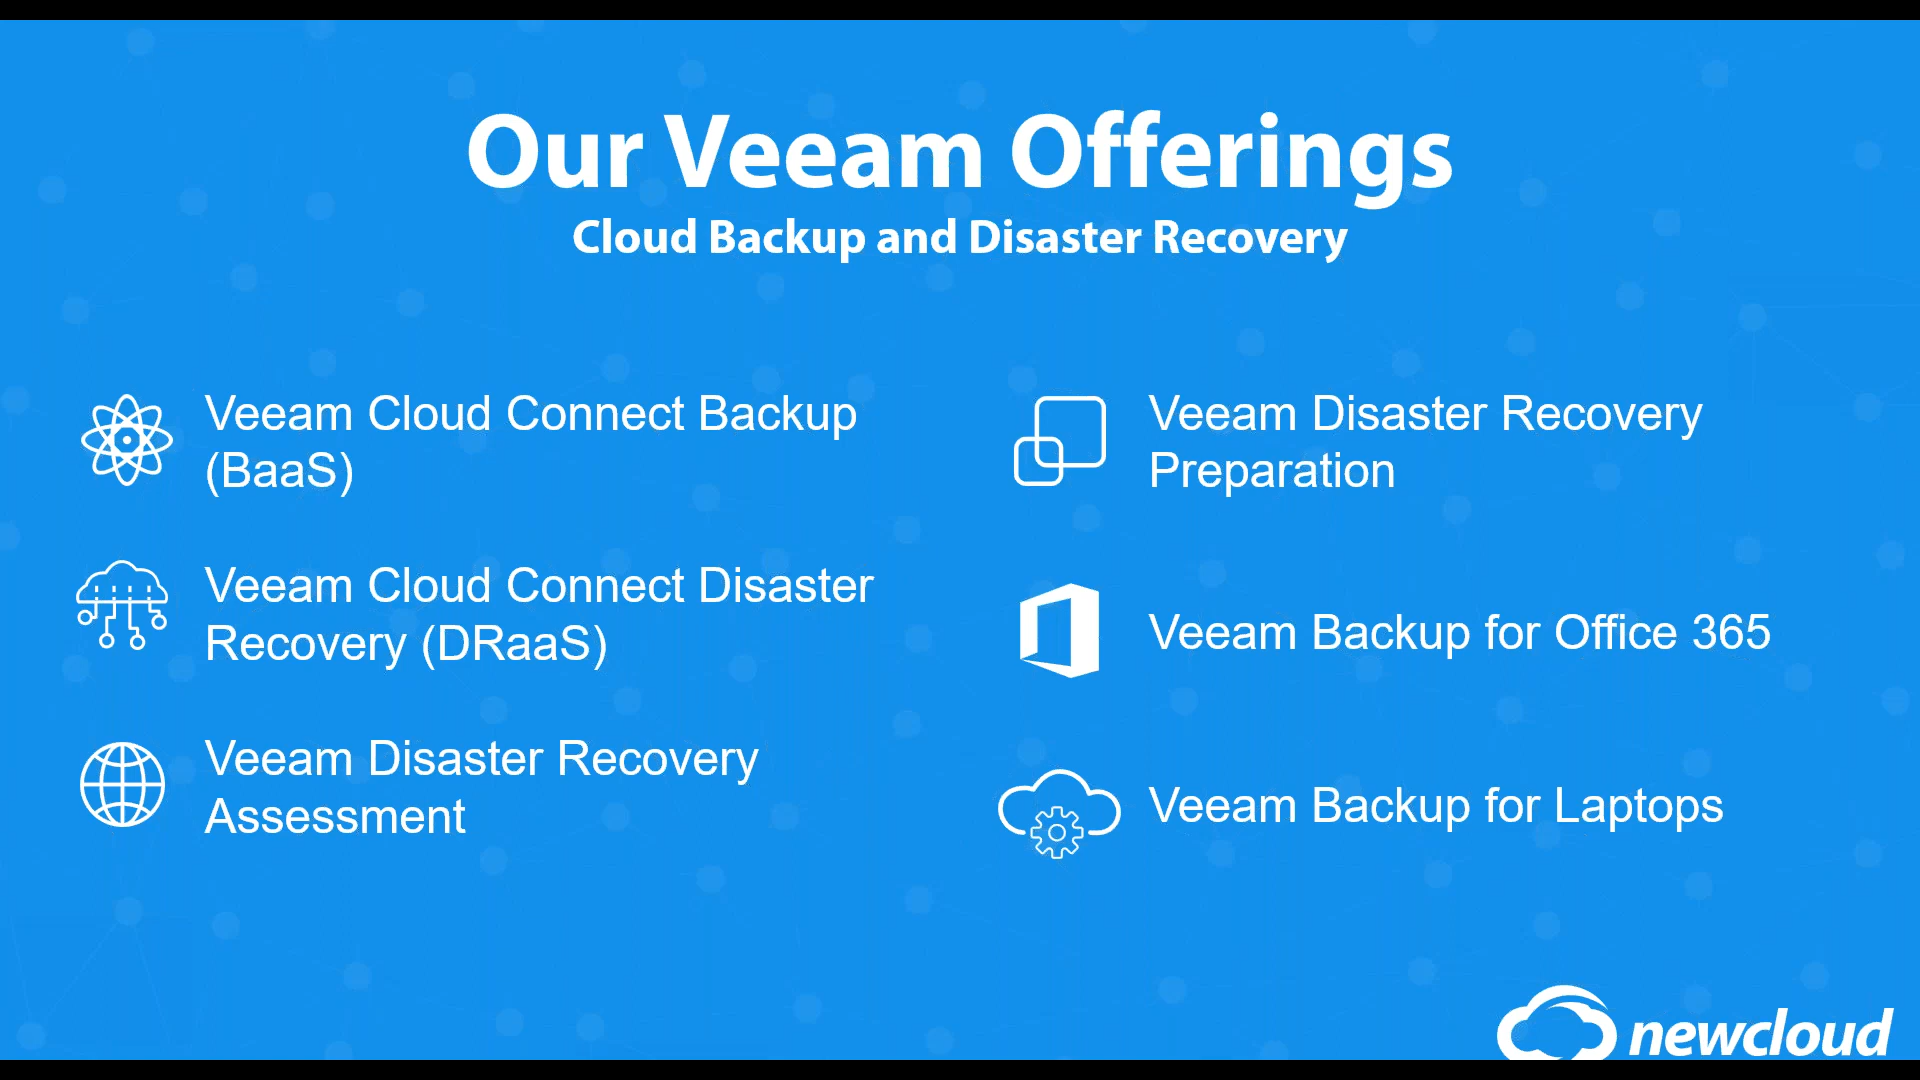 Our Veeam Offerings
Cloud Backup and Disaster Recovery
Veeam Cloud Connect Backup
(BaaS)
Veeam Cloud Connect Disaster
Recovery (DRaaS)
Veeam Disaster Recovery
Assessment
Veeam Disaster Recovery
Preparation
Veeam Backup for Office 365
Veeam Backup for Laptops
newcloud